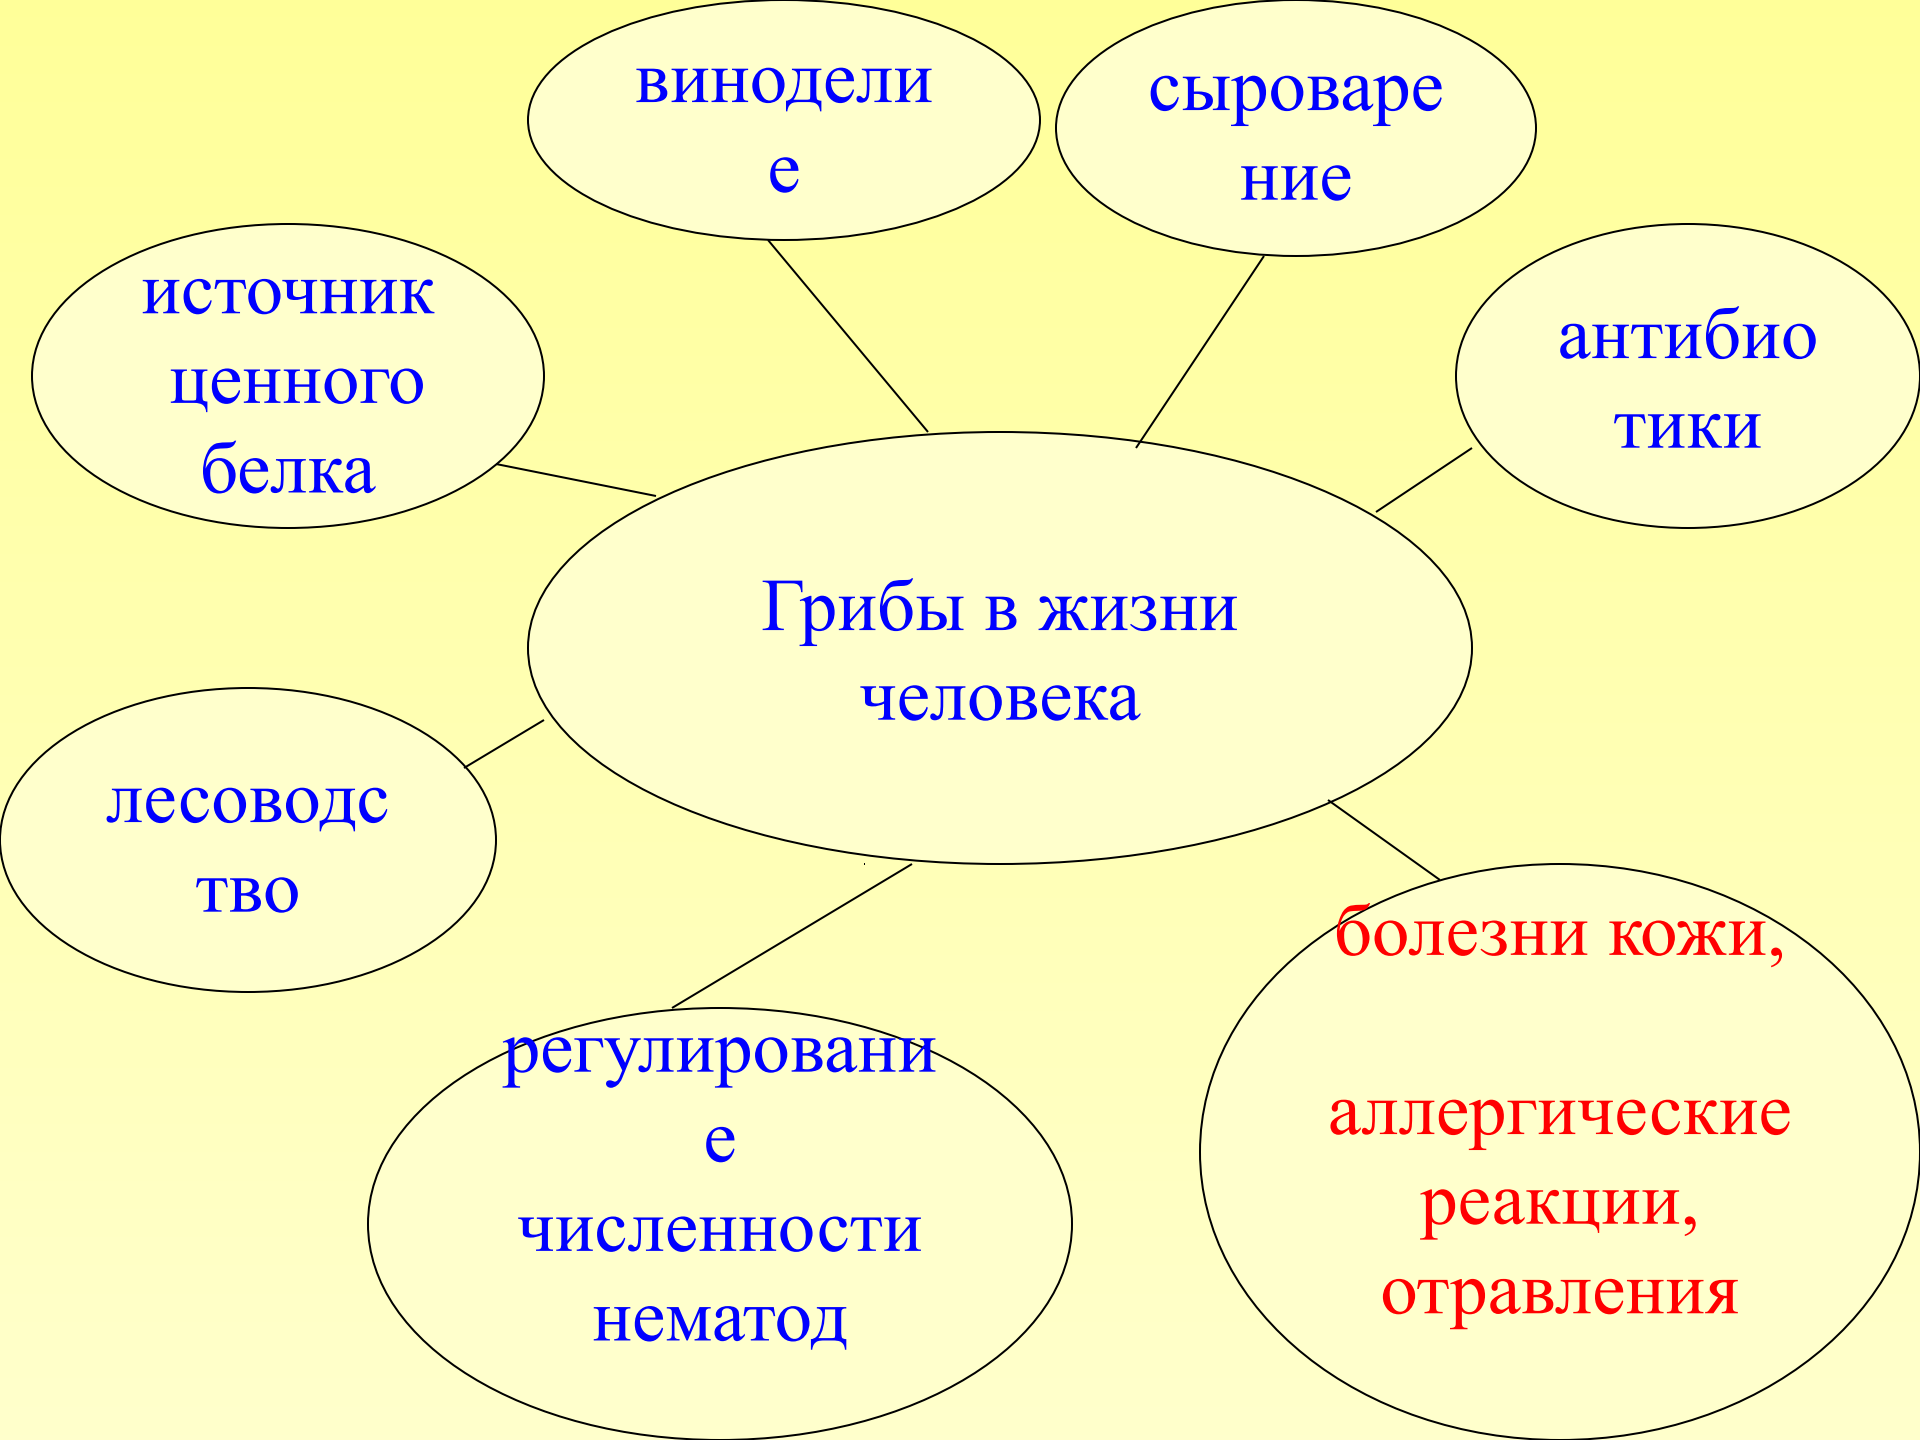 винодели
е
сыроваре
ние
источник
ценного
белка
антибио
тики
Грибы в жизни
человека
лесоводс
тво
регулировани
е
численности
нематод
болезни кожи,
аллергические
реакции,
отравления